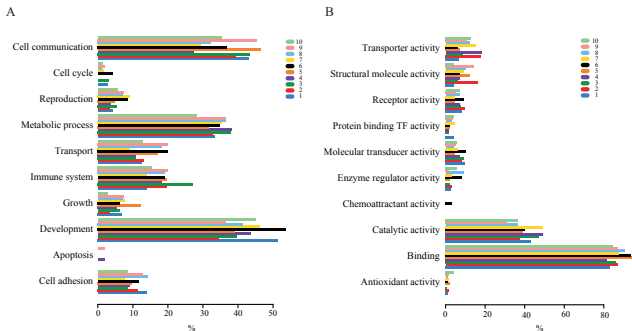 A
Cell communication
Cell cycle
Reproduction
Metabolic process
Transport
Immune system
Growth
Development
Apoptosis
Cell adhesion
10
9
8
7
6
5
4
3
2
1
0 10 20 30 40 50
%
B
Transporter activity
Structural molecule activity
Receptor activity
Protein binding TF activity
Molecular transducer activity
Enzyme regulator activity
Chemoattractant activity
Catalytic activity
Binding
Antioxidant activity
10
9
8
7
6
5
4
3
2
1
0 20 40 60 80
%